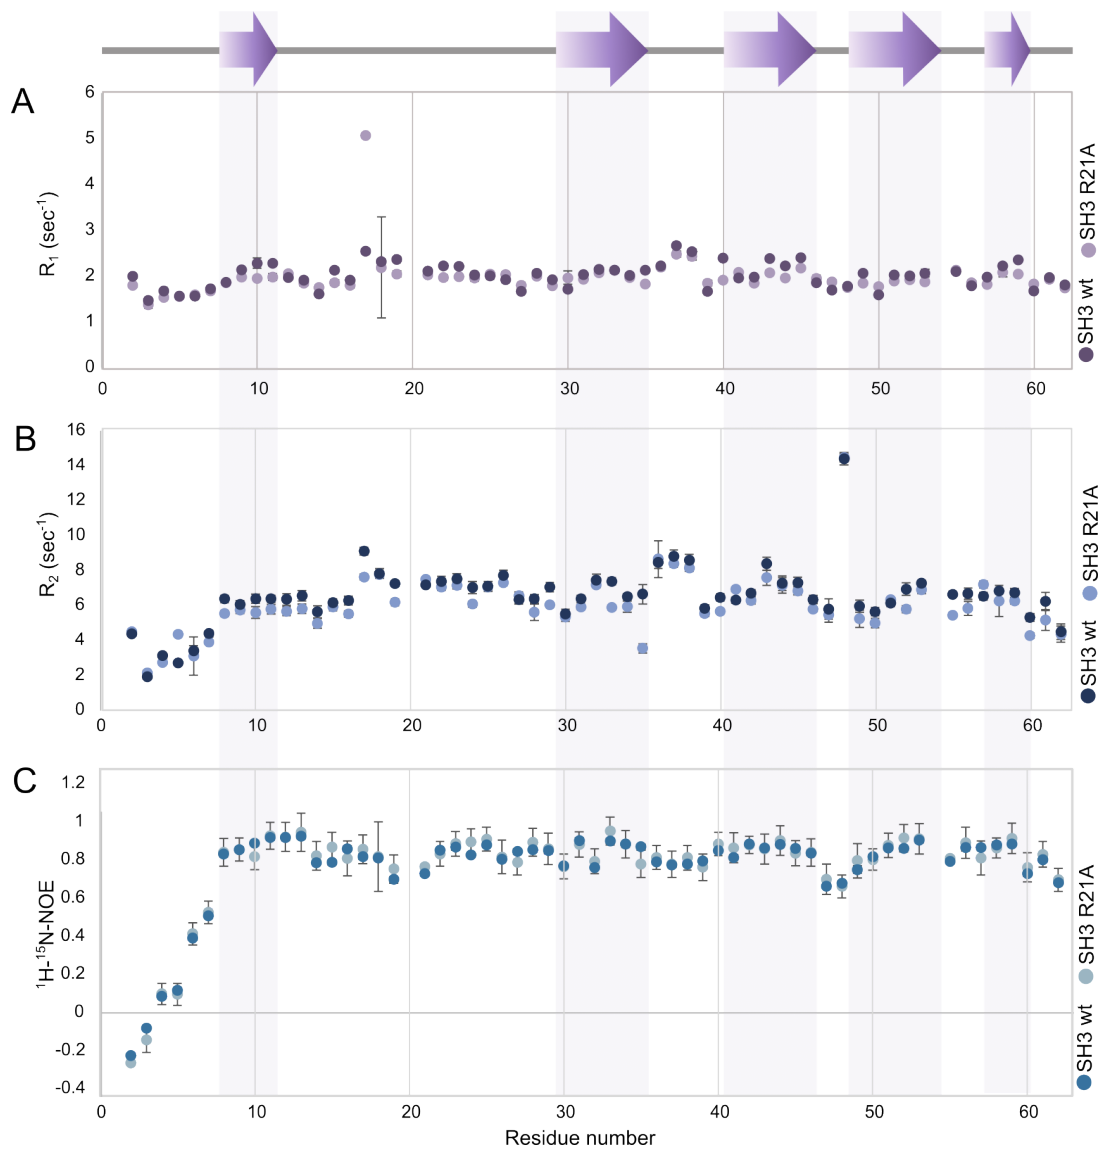 A
6
5
4
3
2
1
0
R1 (sec-1)
0 10 20 30 40 50 60
SH3 wt SH3 R21A
B
16
14
12
10
8
6
4
2
0
R2 (sec-1)
0 10 20 30 40 50 60
SH3 wt SH3 R21A
C
1.2
1
0.8
0.6
0.4
0.2
0
-0.2
-0.4
1H-15N-NOE
0 10 20 30 40 50 60
Residue number
SH3 wt SH3 R21A